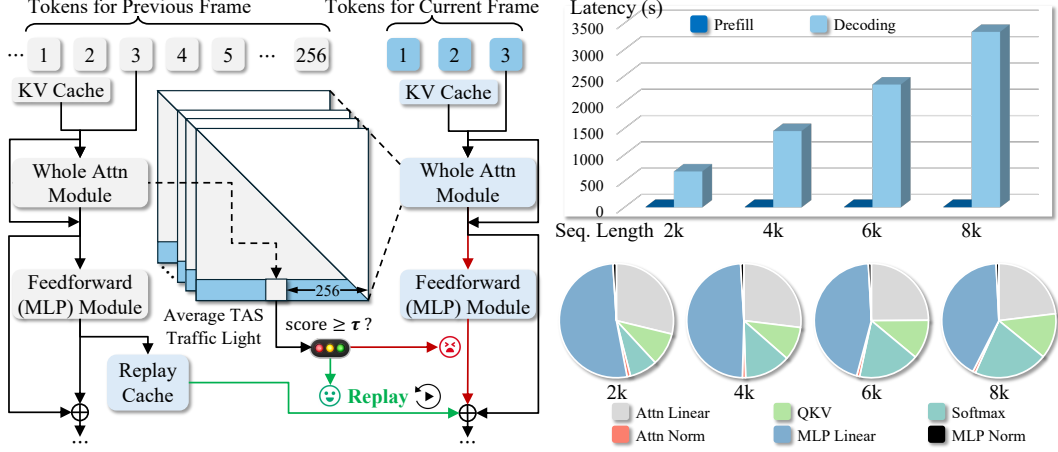 Tokens for Previous Frame
... 1 2 3 4 5 ... 256
KV Cache
Whole Attn
Module
Feedforward
(MLP) Module
Replay
Cache
...
256
Average TAS
Traffic Light
score ≥ τ ?
Replay
Tokens for Current Frame
1 2 3
KV Cache
Whole Attn
Module
Feedforward
(MLP) Module
...
Latency (s)
Prefill Decoding
3500
3000
2500
2000
1500
1000
500
0
Seq. Length 2k 4k 6k 8k
2k 4k 6k 8k
Attn Linear QKV Softmax
Attn Norm MLP Linear MLP Norm